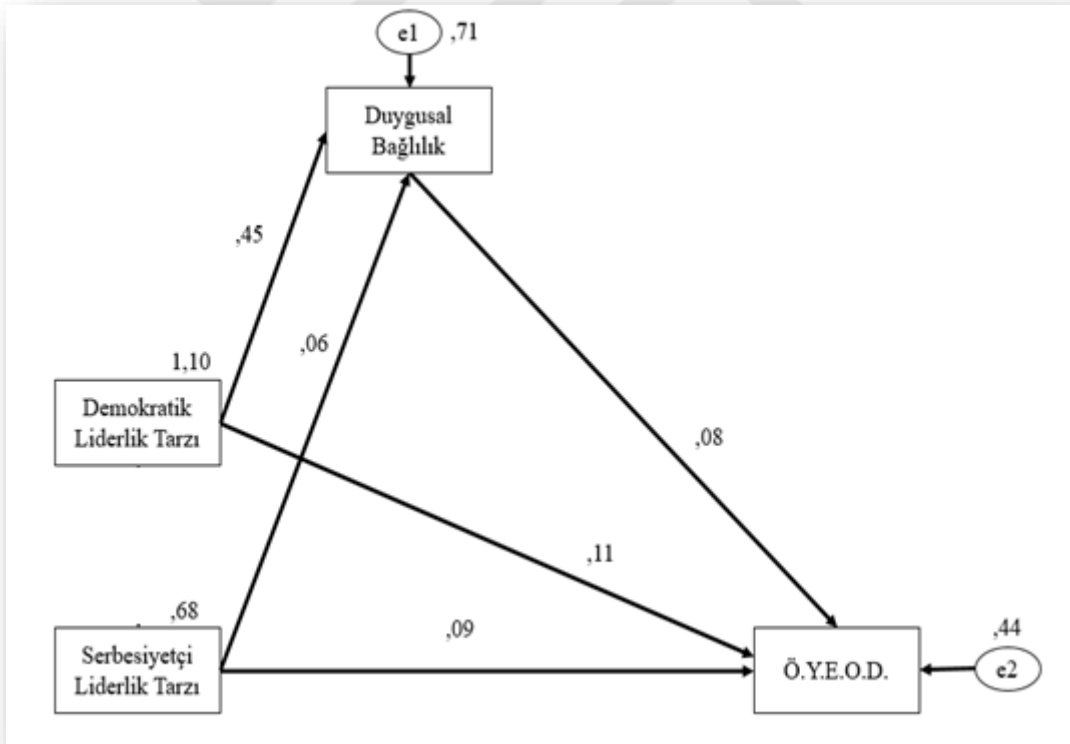 e1 ,71
Duygusal
Bağlılık
,45
,06
1,10
Demokratik
Liderlik Tarzı
,08
,11
,68
,09
,44
Serbesiyetçi
Liderlik Tarzı
Ö.Y.E.O.D.
e2